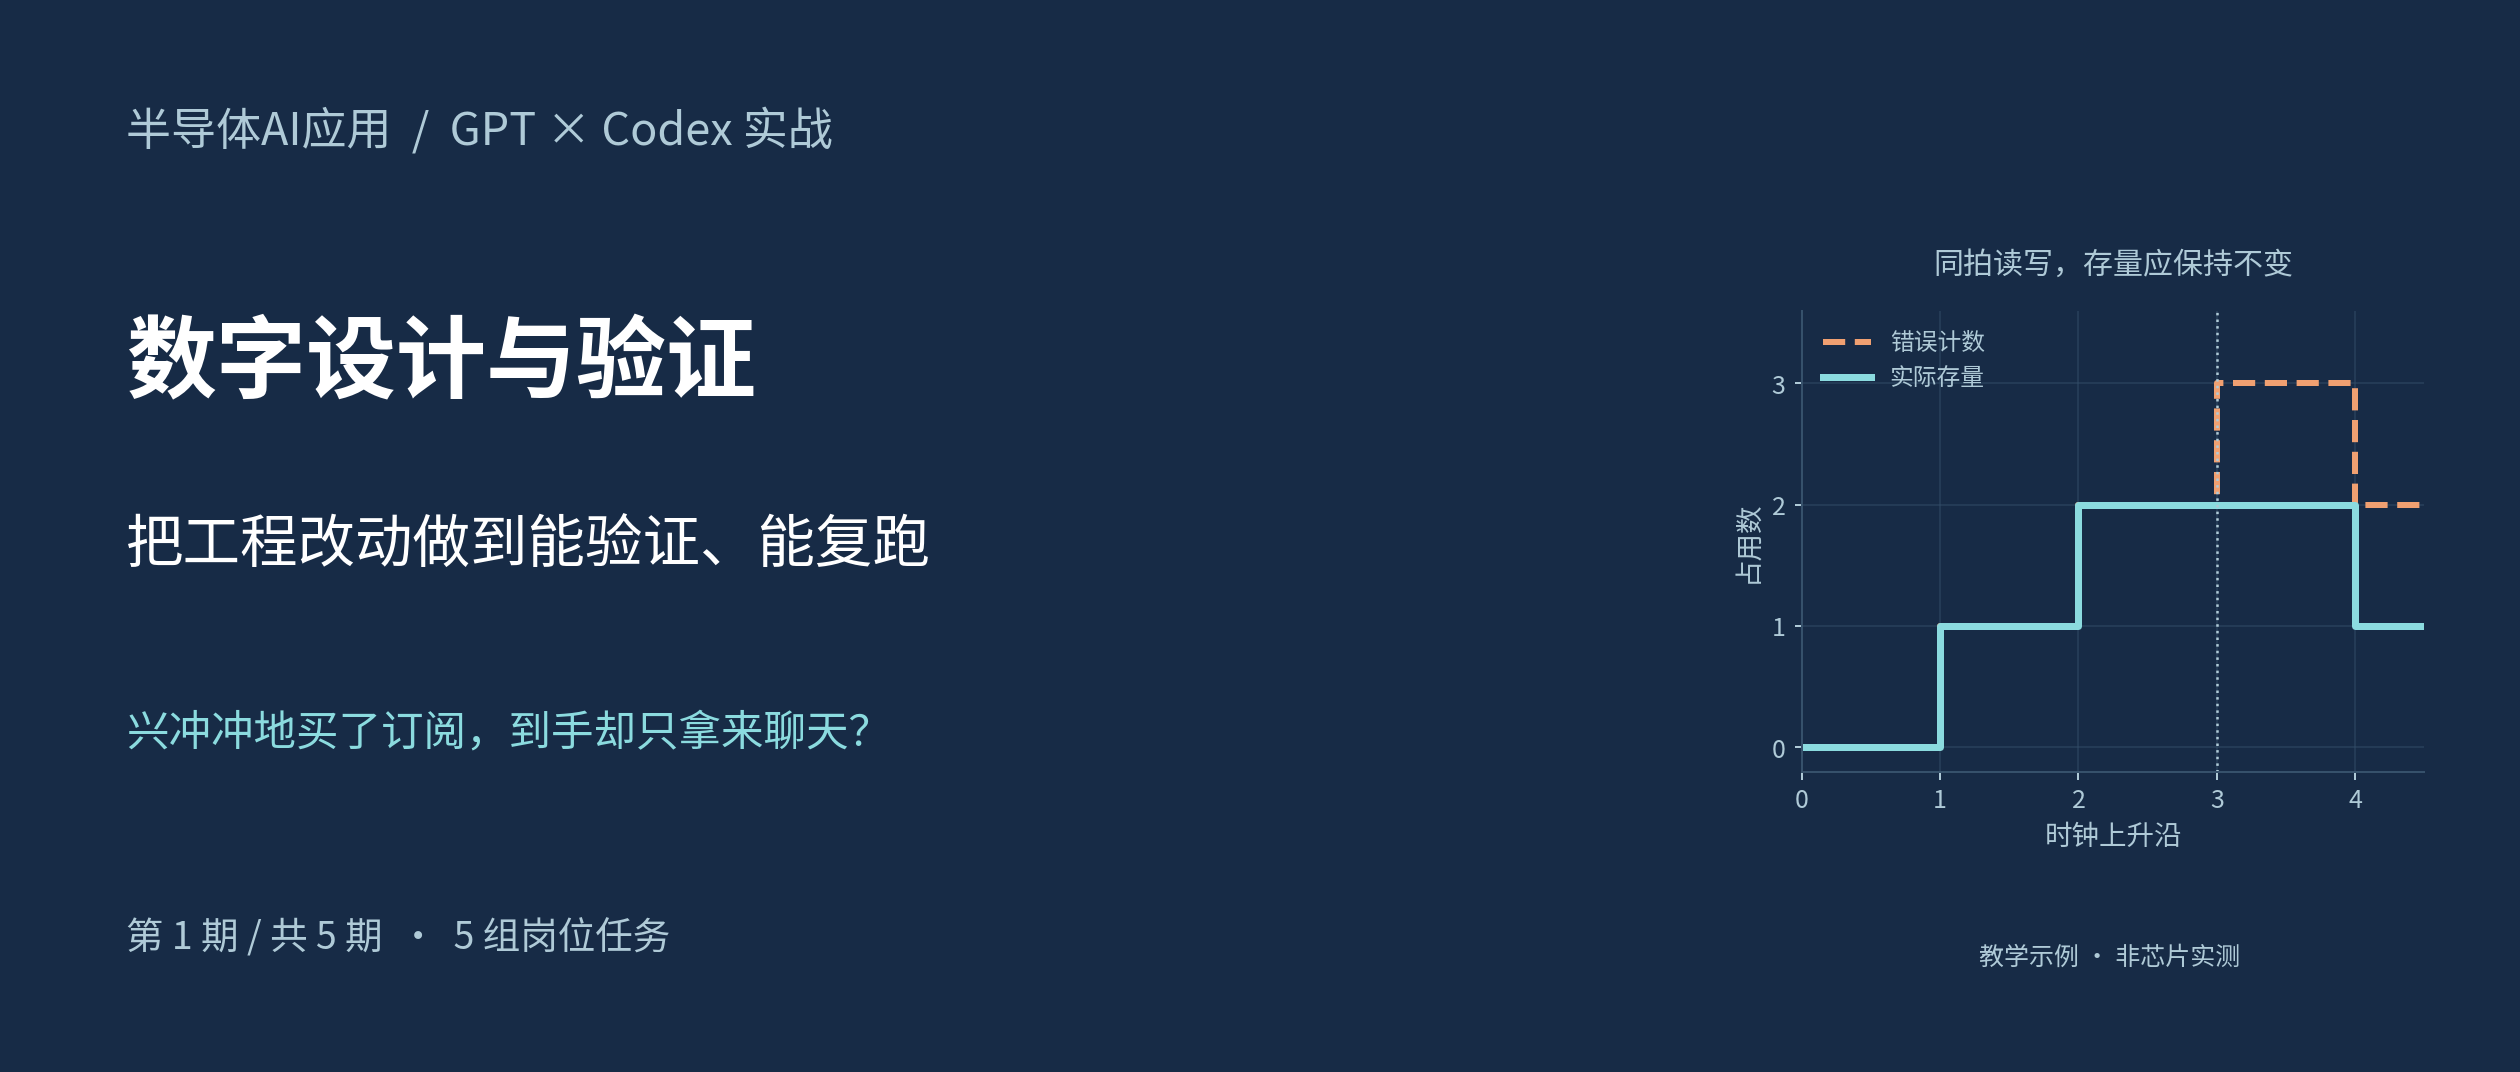 半导体AI应用 / GPT × Codex 实战
数字设计与验证
把工程改动做到能验证、能复跑
兴冲冲地买了订阅，到手却只拿来聊天？
第 1 期 / 共 5 期 · 5 组岗位任务
同拍读写，存量应保持不变
错误计数
实际存量
3
2
1
0
占用数
0 1 2 3 4
时钟上升沿
教学示例 · 非芯片实测